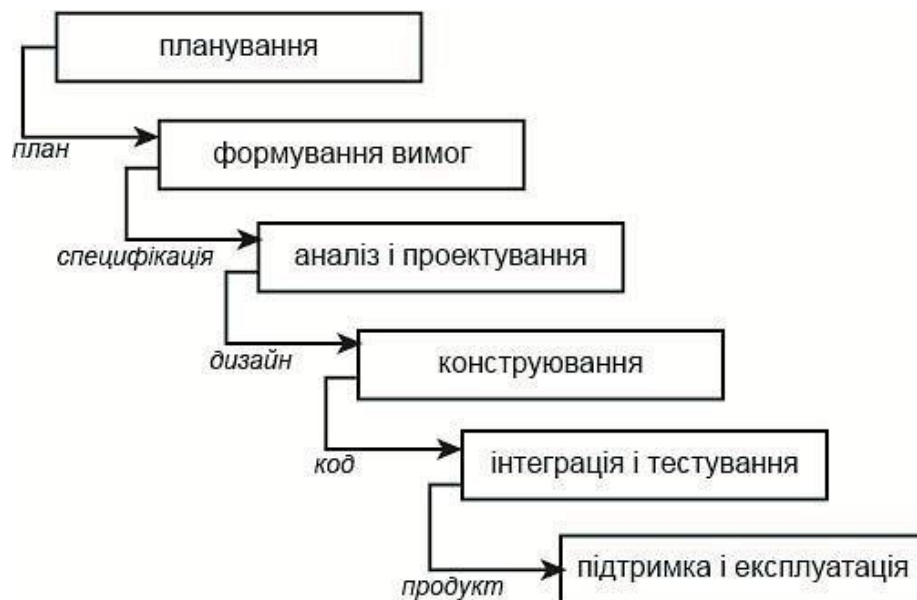 планування
план
формування вимог
специфікація
аналіз і проектування
дизайн
конструювання
код
інтеграція і тестування
продукт
підтримка і експлуатація